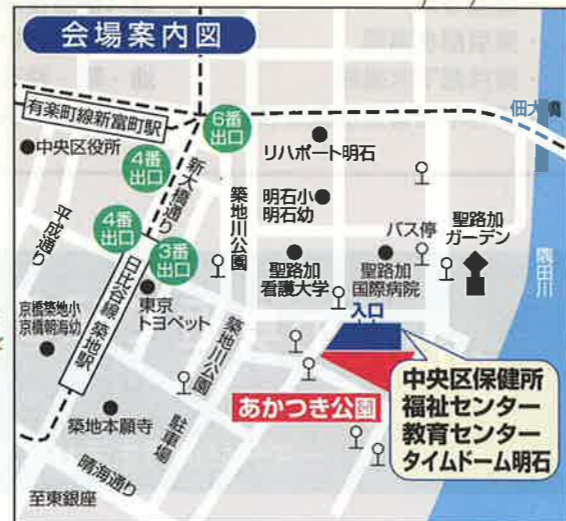 会場案内図
有楽町線新富町駅
6番
出口
中央区役所
4番
出口
新大橋通り
リハポート明石
佃大橋
平成通り
4番
出口
3番
出口
築地川公園
明石小
明石幼
バス停
聖路加
ガーデン
隅田川
日比谷線 築地駅
東京
トヨペット
聖路加
看護大学
聖路加
国際病院
入口
京橋築地小
京橋朝海幼
築地川公園
中央区保健所
福祉センター
教育センター
タイムドーム明石
あかつき公園
築地本願寺
駐車場
晴海通り
至東銀座